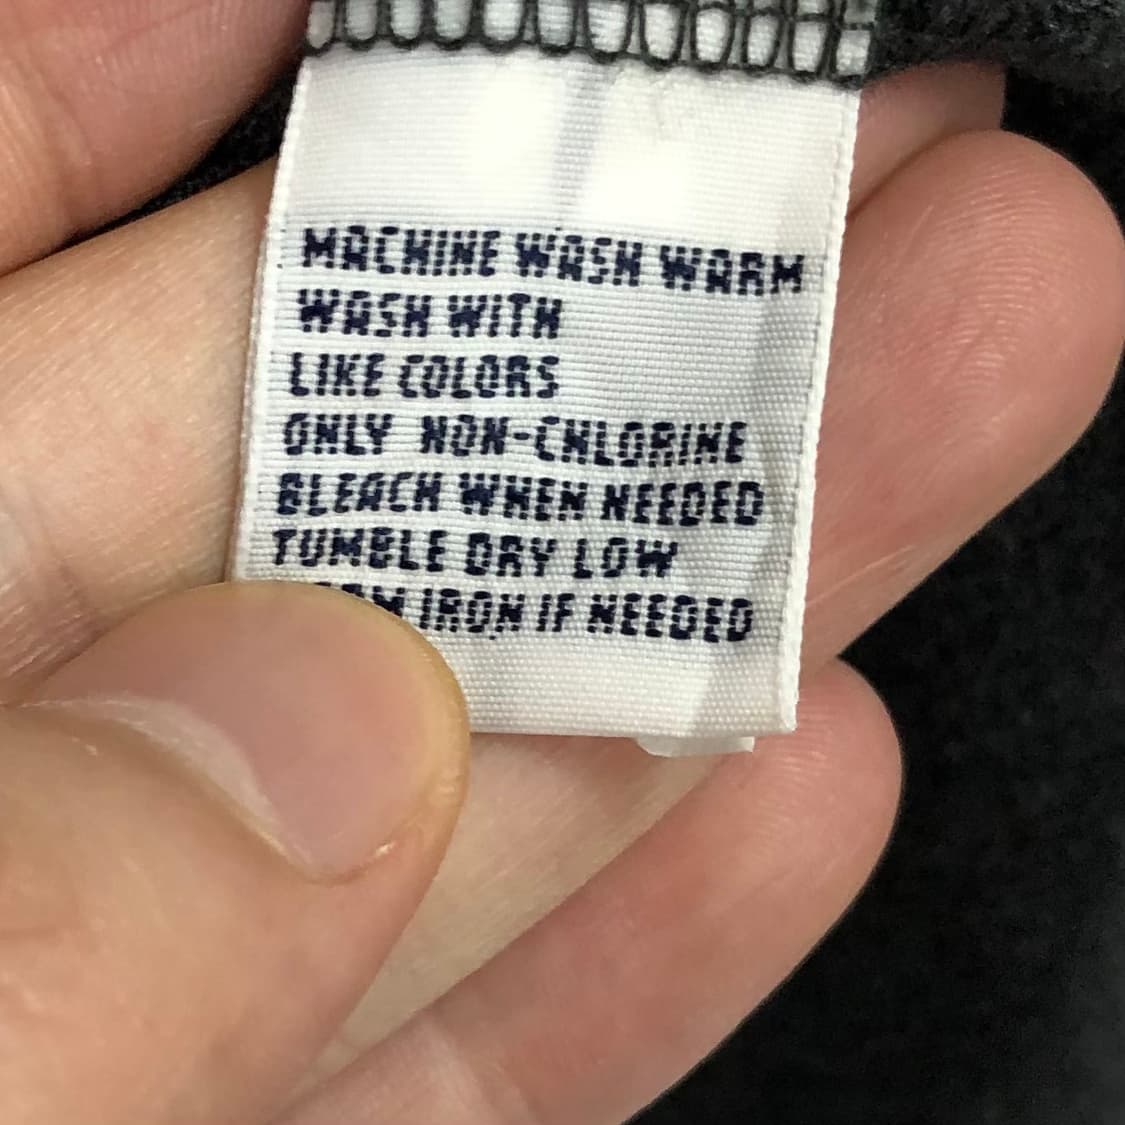 MACHINE WASH WARM
WASH WITH
LIKE COLORS
ONLY NON-CHLORINE
BLEACH WHEN NEEDED
TUMBLE DRY LOW
IRON IF NEEDED